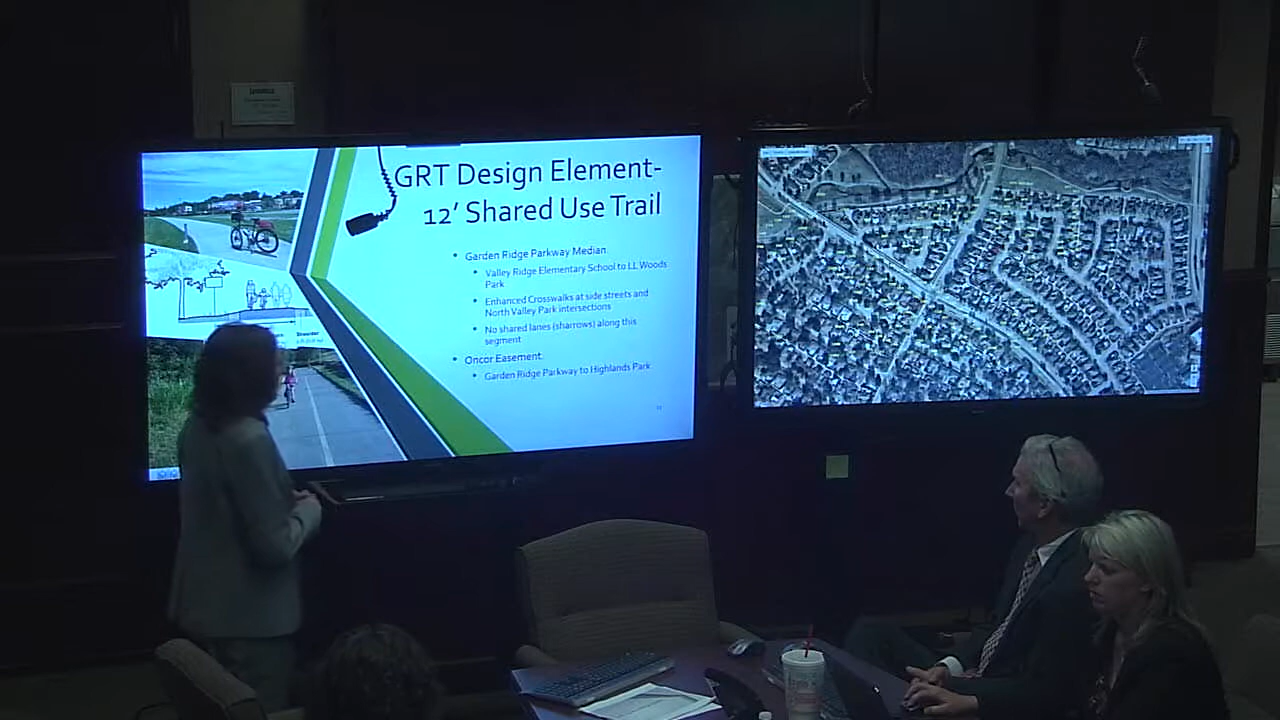 GRT Design Element-
12' Shared Use Trail
• Garden Ridge Parkway Median:
• Valley Ridge Elementary School to LL Woods
Park
• Enhanced Crosswalks at side streets and
North Valley Park intersections
• No shared lanes (sharrows) along this
segment
• Oncor Easement:
• Garden Ridge Parkway to Highlands Park